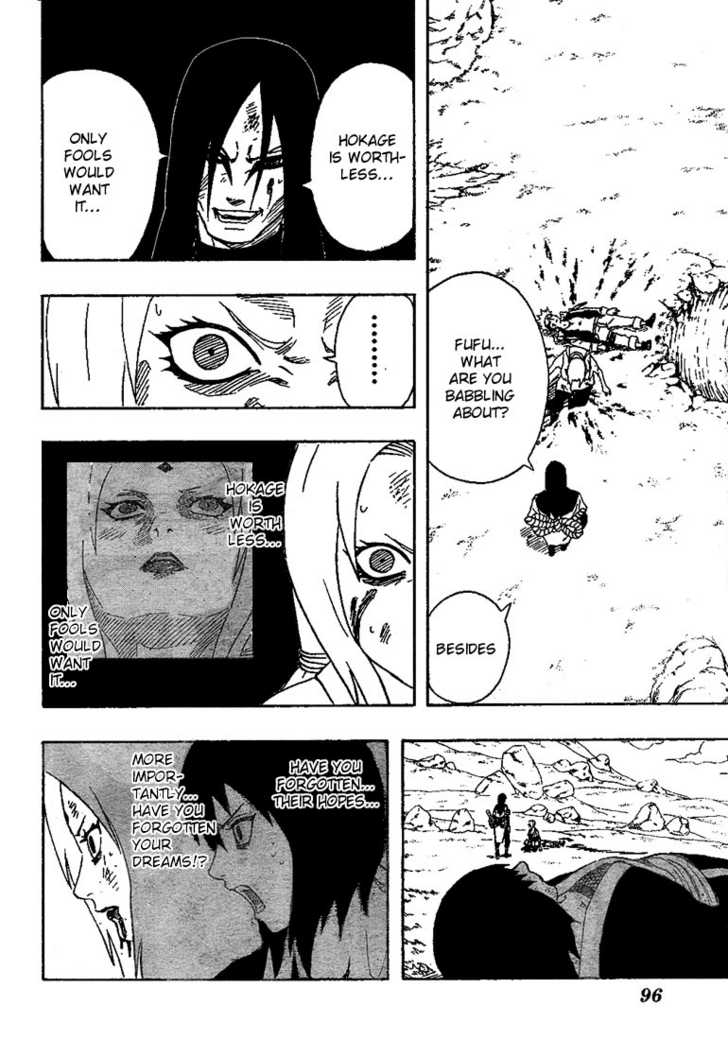 FUFU...
WHAT
ARE YOU
BABBLING
ABOUT?
BESIDES
HOKAGE
IS WORTH-
LESS...
ONLY
FOOLS
WOULD
WANT
IT...
HOKAGE
IS
WORTH
LESS...
ONLY
FOOLS
WOULD
WANT
IT...
HAVE YOU
FORGOTTEN...
THEIR HOPES...
MORE
IMPOR-
TANTLY...
HAVE YOU
FORGOTTEN
YOUR
DREAMS!?
96